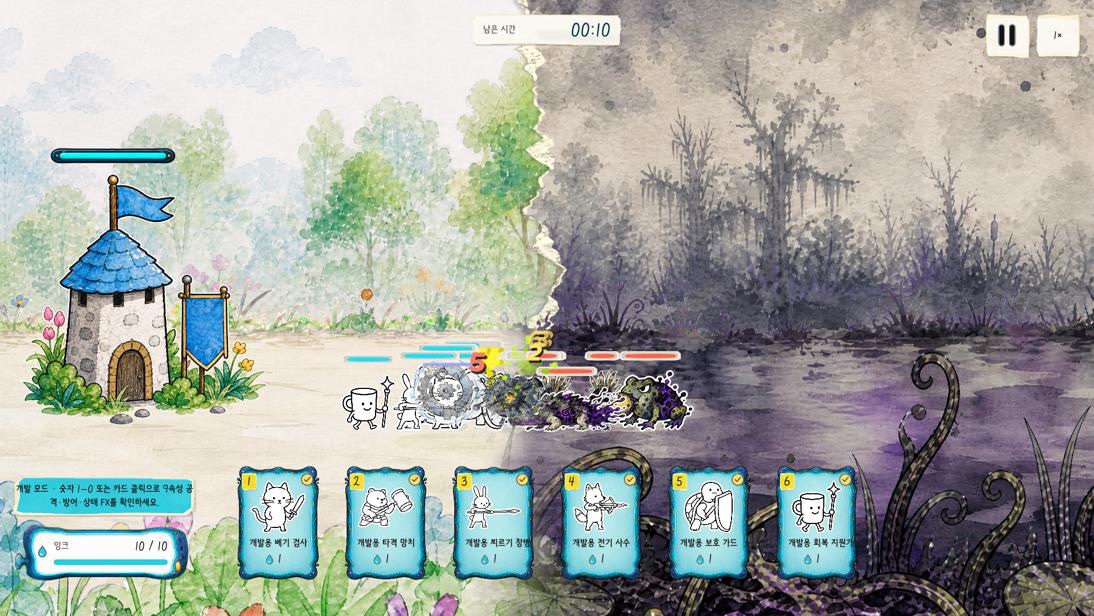 남은 시간 00:10
1×
5
2
개발 모드 · 숫자 1-0 또는 카드 클릭으로 9속성 공
격·방어·상태 FX를 확인하세요.
잉크 10 / 10
1
개발용 베기 검사
1
2
개발용 타격 망치
1
3
개발용 찌르기 창병
1
4
개발용 전기 사수
1
5
개발용 보호 가드
1
6
개발용 회복 지원가
1